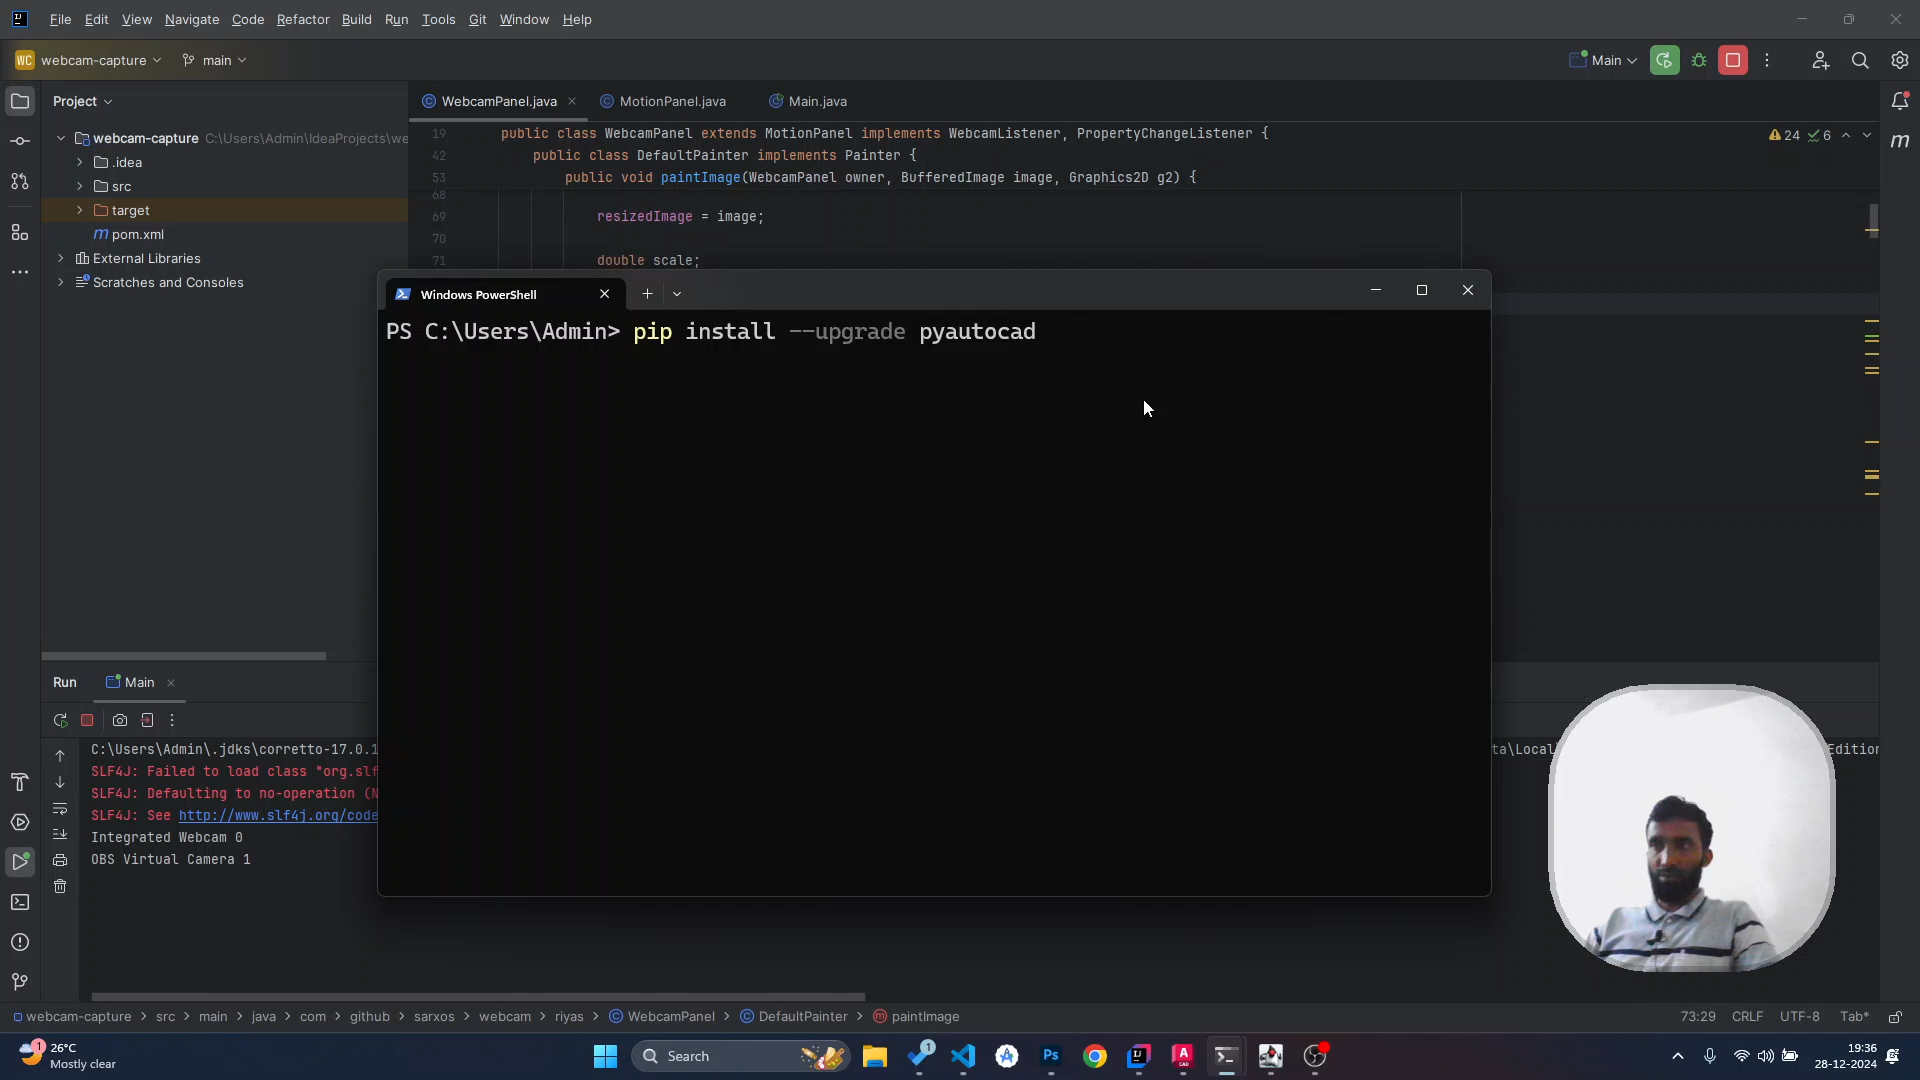 File Edit View Navigate Code Refactor Build Run Tools Git Window Help
WC webcam-capture main Main
Project
WebcamPanel.java MotionPanel.java Main.java
webcam-capture C:\Users\Admin\IdeaProjects\we
.idea
src
target
pom.xml
External Libraries
Scratches and Consoles
19 public class WebcamPanel extends MotionPanel implements WebcamListener, PropertyChangeListener {
42 public class DefaultPainter implements Painter {
53 public void paintImage(WebcamPanel owner, BufferedImage image, Graphics2D g2) {
68
69 resizedImage = image;
70
71 double scale;
24 6
Windows PowerShell
PS C:\Users\Admin> pip install --upgrade pyautocad
Run Main
C:\Users\Admin\.jdks\corretto-17.0.1
ta\Local
Edition
SLF4J: Failed to load class "org.slf
SLF4J: Defaulting to no-operation (N
SLF4J: See http://www.slf4j.org/code
Integrated Webcam 0
OBS Virtual Camera 1
webcam-capture > src > main > java > com > github > sarxos > webcam > riyas > WebcamPanel > DefaultPainter > paintImage
73:29 CRLF UTF-8 Tab*
1 26°C
Mostly clear
Search
1
Ps
A
CAD
19:36
28-12-2024